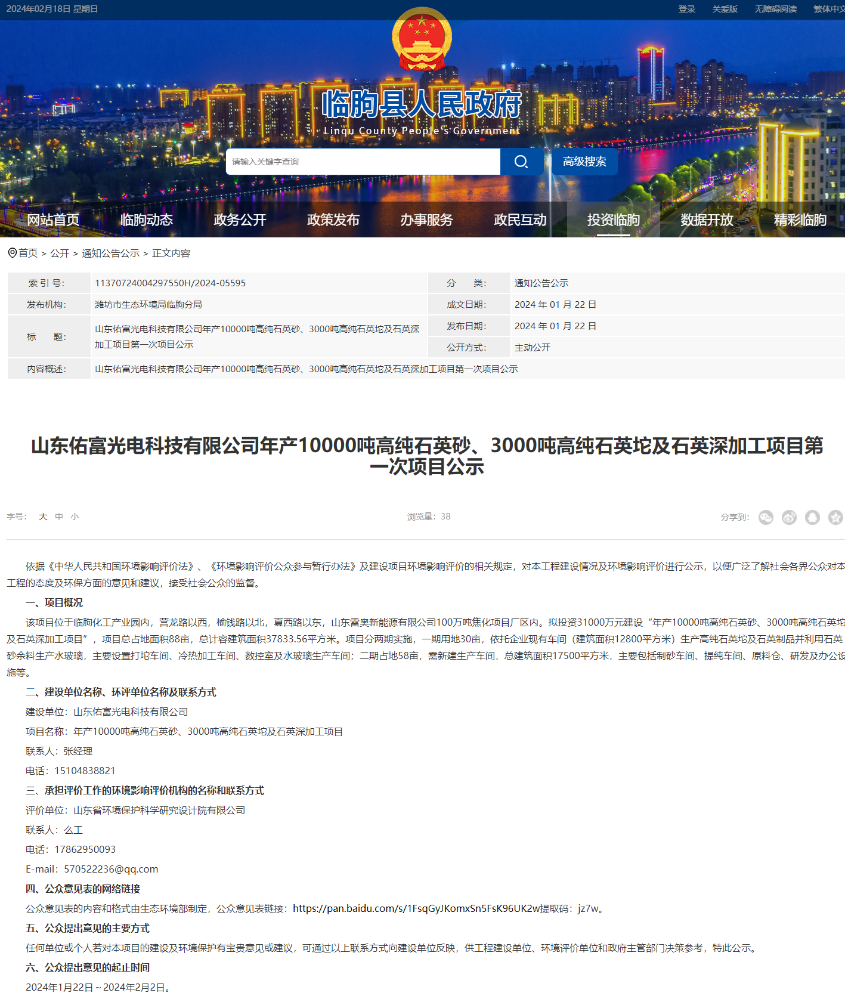 2024年02月18日 星期日
登录 关爱版 无障碍阅读 繁体中文
临朐县人民政府
Linqu County People's Government
请输入关键字查询
高级搜索
网站首页 临朐动态 政务公开 政策发布 办事服务 政民互动 投资临朐 数据开放 精彩临朐
首页 > 公开 > 通知公告公示 > 正文内容
索 引 号： 11370724004297550H/2024-05595 分 类： 通知公告公示
发布机构： 潍坊市生态环境局临朐分局 成文日期： 2024 年 01 月 22 日
标 题： 山东佑富光电科技有限公司年产10000吨高纯石英砂、3000吨高纯石英坨及石英深
加工项目第一次项目公示
发布日期： 2024 年 01 月 22 日
公开方式： 主动公开
内容概述： 山东佑富光电科技有限公司年产10000吨高纯石英砂、3000吨高纯石英坨及石英深加工项目第一次项目公示
山东佑富光电科技有限公司年产10000吨高纯石英砂、3000吨高纯石英坨及石英深加工项目第
一次项目公示
字号： 大 中 小 浏览量：38 分享到：
依据《中华人民共和国环境影响评价法》、《环境影响评价公众参与暂行办法》及建设项目环境影响评价的相关规定，对本工程建设情况及环境影响评价进行公示，以便广泛了解社会各界公众对本
工程的态度及环保方面的意见和建议，接受社会公众的监督。
一、项目概况
该项目位于临朐化工产业园内，营龙路以西，榆钱路以北，夏西路以东，山东雷奥新能源有限公司100万吨焦化项目厂区内。拟投资31000万元建设“年产10000吨高纯石英砂、3000吨高纯石英坨
及石英深加工项目”，项目总占地面积88亩，总计容建筑面积37833.56平方米。项目分两期实施，一期用地30亩，依托企业现有车间（建筑面积12800平方米）生产高纯石英坨及石英制品并利用石英
砂余料生产水玻璃，主要设置打坨车间、冷热加工车间、数控室及水玻璃生产车间；二期占地58亩，需新建生产车间，总建筑面积17500平方米，主要包括制砂车间、提纯车间、原料仓、研发及办公设
施等。
二、建设单位名称、环评单位名称及联系方式
建设单位：山东佑富光电科技有限公司
项目名称：年产10000吨高纯石英砂、3000吨高纯石英坨及石英深加工项目
联系人：张经理
电话：15104838821
三、承担评价工作的环境影响评价机构的名称和联系方式
评价单位：山东省环境保护科学研究设计院有限公司
联系人：么工
电话：17862950093
E-mail：570522236@qq.com
四、公众意见表的网络链接
公众意见表的内容和格式由生态环境部制定，公众意见表链接：https://pan.baidu.com/s/1FsqGyJKomxSn5FsK96UK2w提取码：jz7w。
五、公众提出意见的主要方式
任何单位或个人若对本项目的建设及环境保护有宝贵意见或建议，可通过以上联系方式向建设单位反映，供工程建设单位、环境评价单位和政府主管部门决策参考，特此公示。
六、公众提出意见的起止时间
2024年1月22日～2024年2月2日。